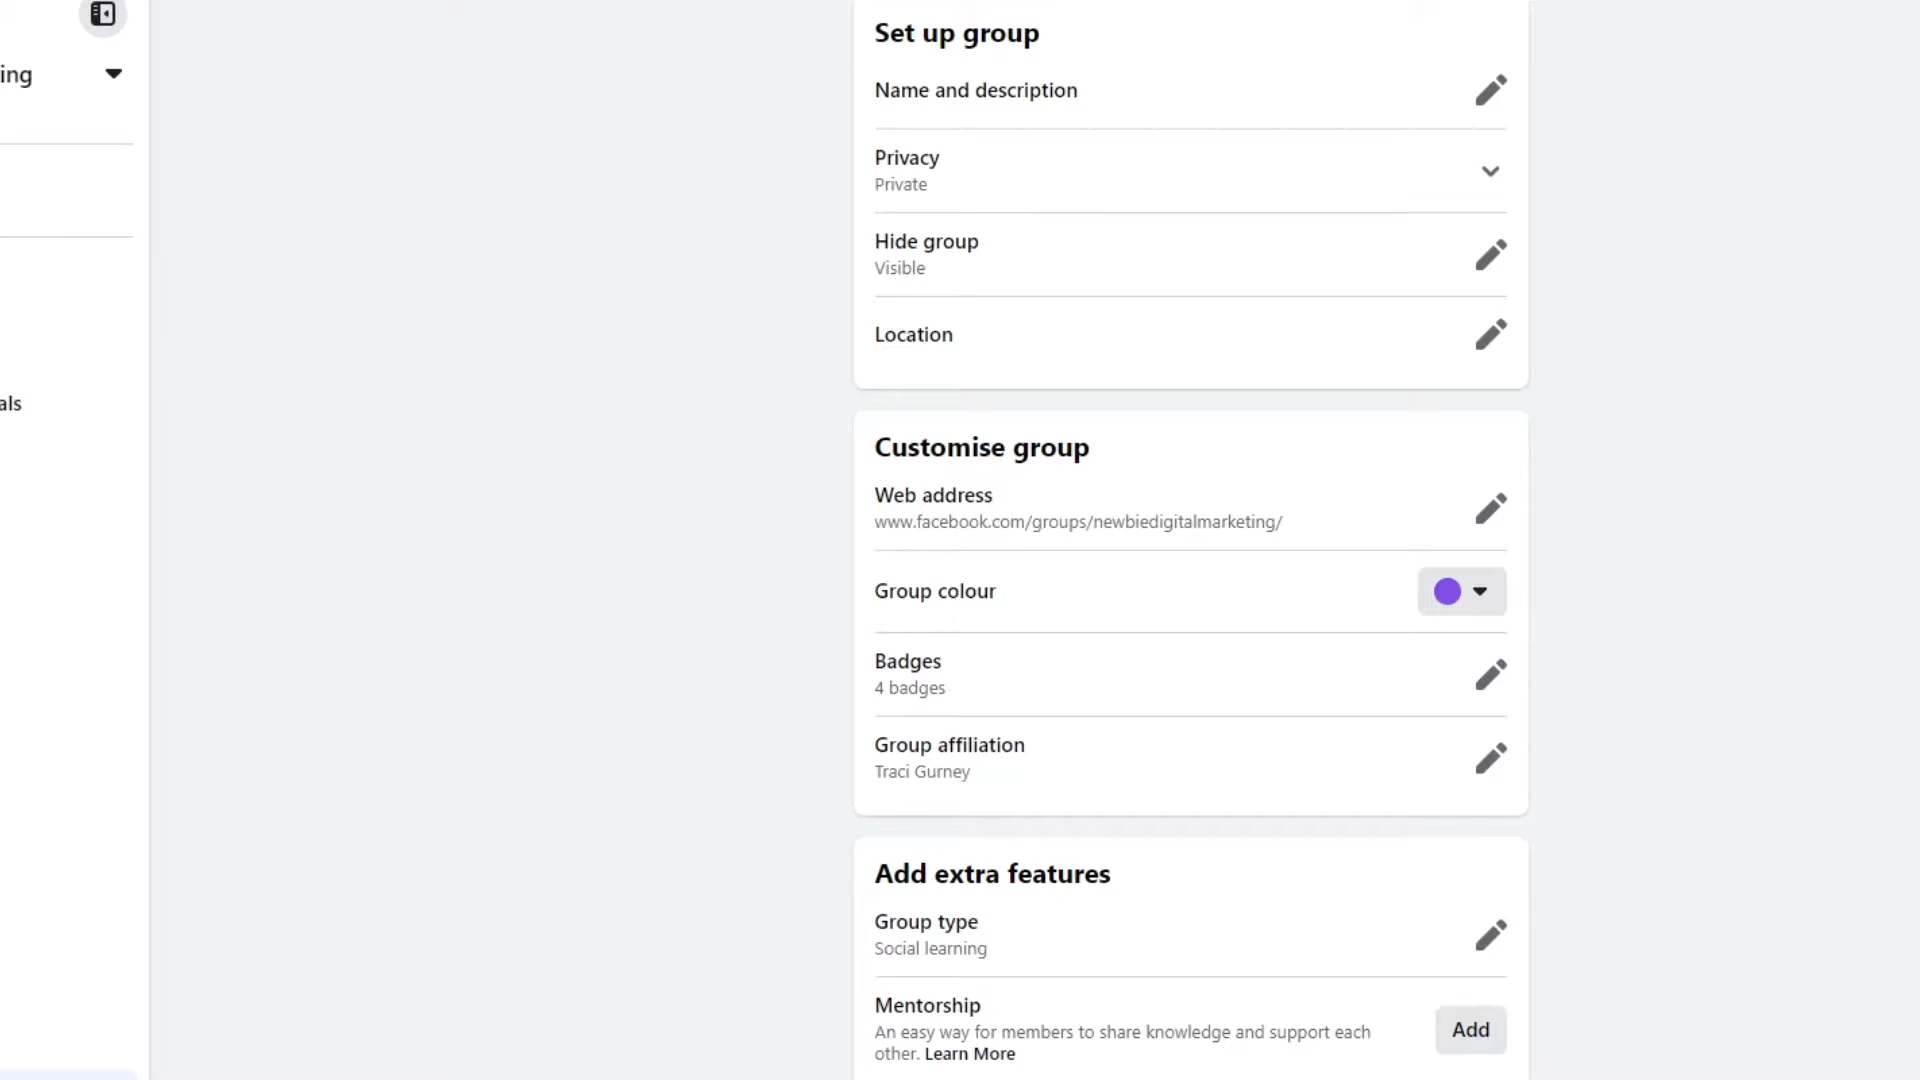 ing
als
Set up group
Name and description
Privacy
Private
Hide group
Visible
Location
Customise group
Web address
www.facebook.com/groups/newbiedigitalmarketing/
Group colour
Badges
4 badges
Group affiliation
Traci Gurney
Add extra features
Group type
Social learning
Mentorship
An easy way for members to share knowledge and support each
other. Learn More
Add